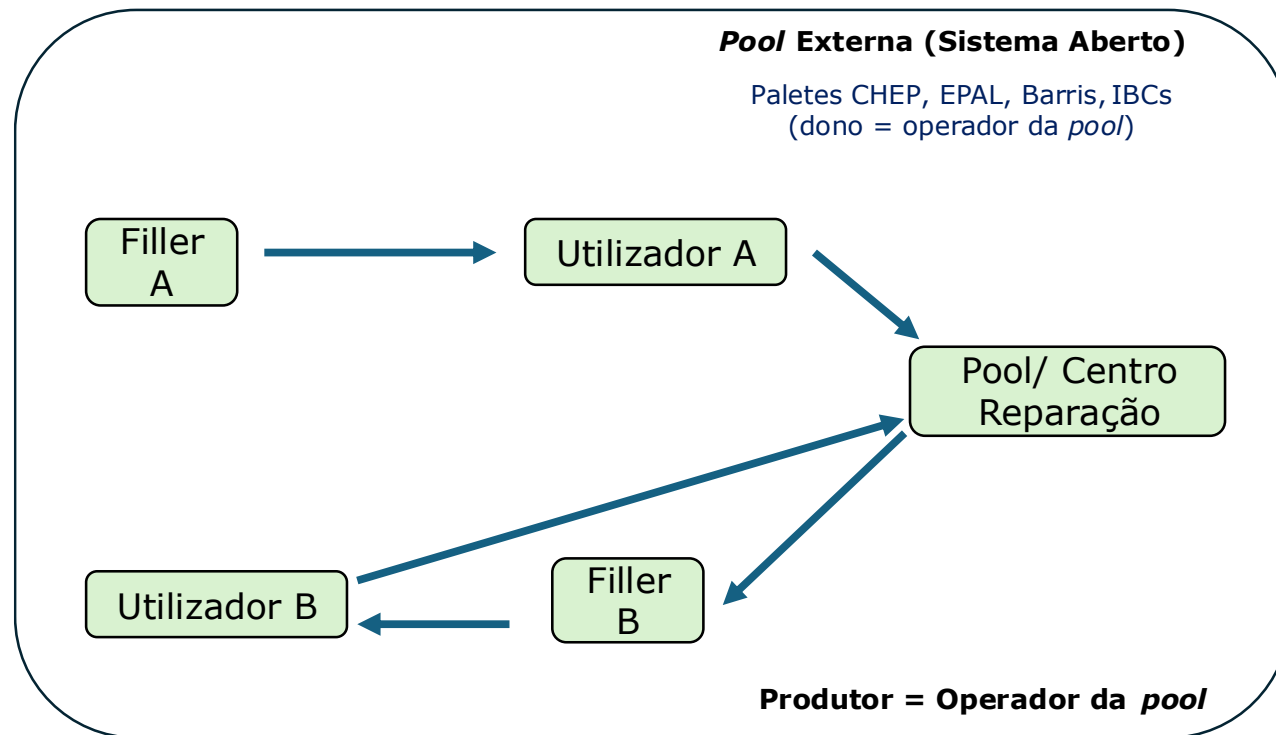 Pool Externa (Sistema Aberto)
Paletes CHEP, EPAL, Barris, IBCs
(dono = operador da pool)
Filler
A
Utilizador A
Pool/ Centro
Reparação
Utilizador B
Filler
B
Produtor = Operador da pool